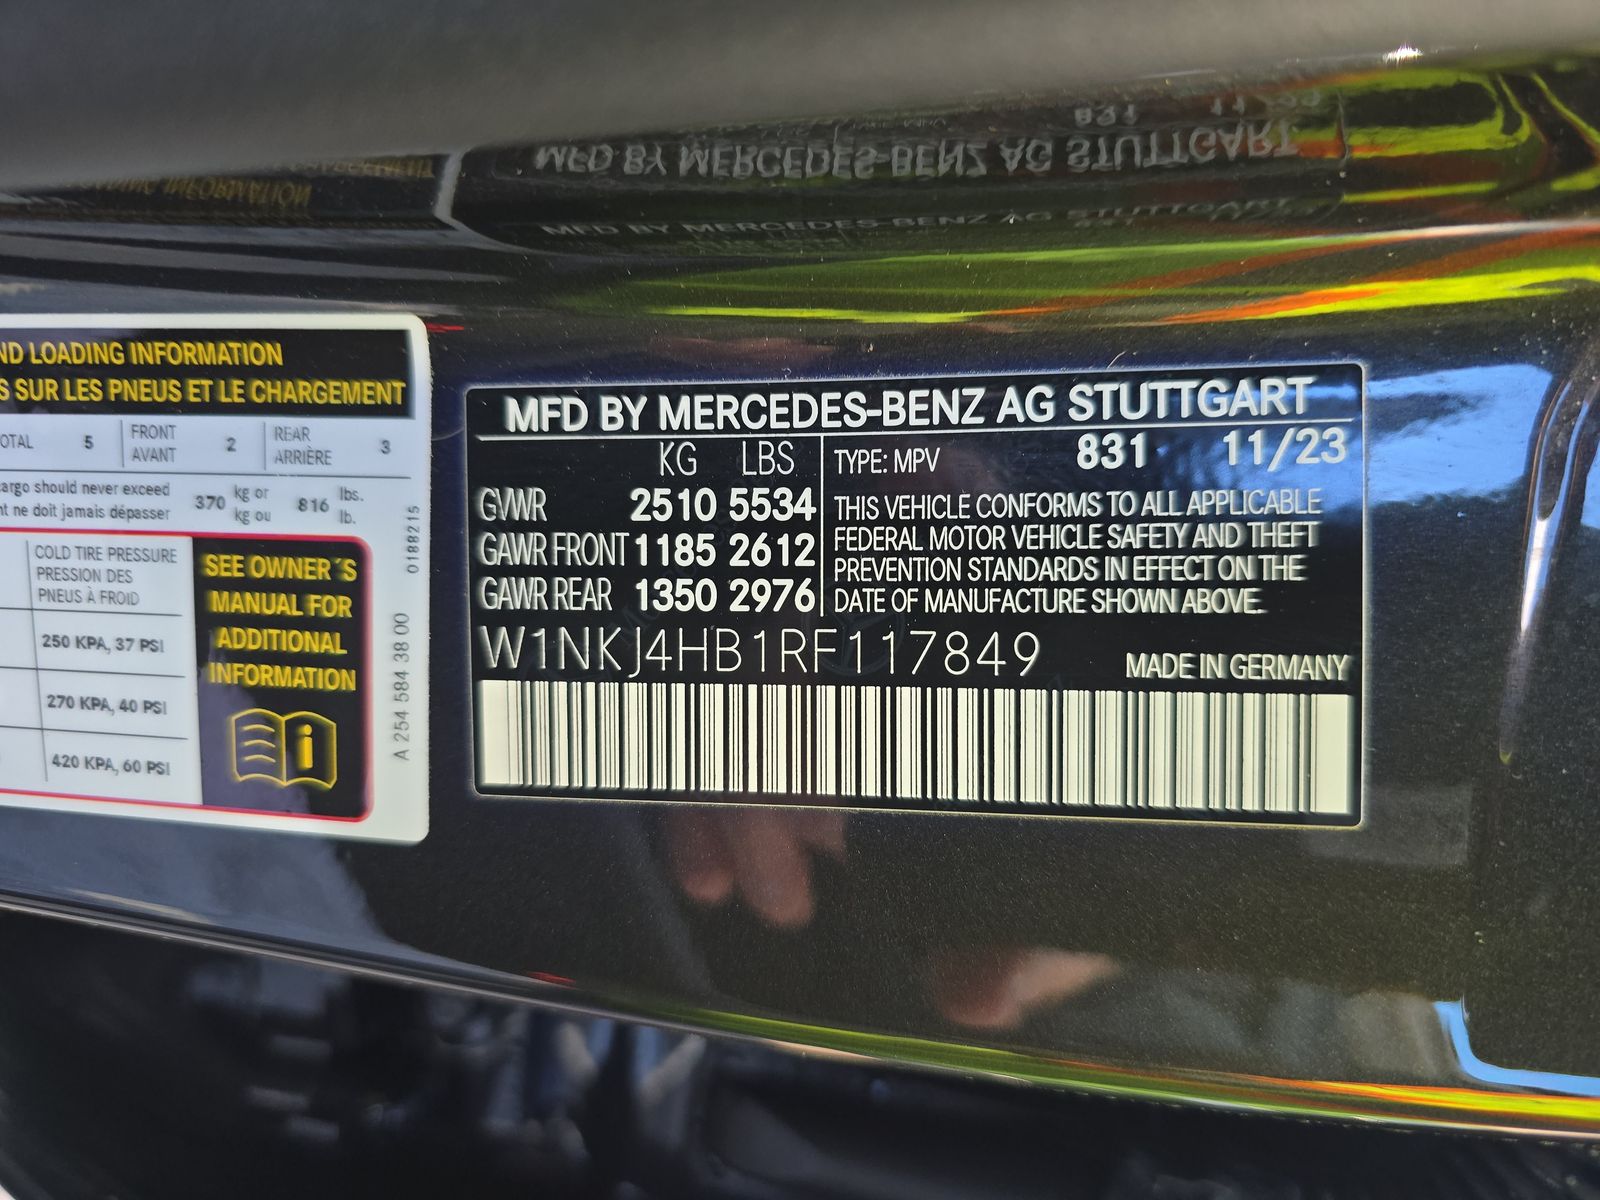 ND LOADING INFORMATION
S SUR LES PNEUS ET LE CHARGEMENT
OTAL 5 FRONT AVANT 2 REAR ARRIÈRE 3
argo should never exceed 370 kg or 816 lbs.
nt ne doit jamais dépasser kg ou lb.
COLD TIRE PRESSURE
PRESSION DES
PNEUS À FROID
250 KPA, 37 PSI
270 KPA, 40 PSI
420 KPA, 60 PSI
SEE OWNER´S
MANUAL FOR
ADDITIONAL
INFORMATION
0188215
A 254 584 38 00
MFD BY MERCEDES-BENZ AG STUTTGART
KG LBS
GVWR 2510 5534
GAWR FRONT 1185 2612
GAWR REAR 1350 2976
TYPE: MPV 831 11/23
THIS VEHICLE CONFORMS TO ALL APPLICABLE
FEDERAL MOTOR VEHICLE SAFETY AND THEFT
PREVENTION STANDARDS IN EFFECT ON THE
DATE OF MANUFACTURE SHOWN ABOVE.
W1NKJ4HB1RF117849
MADE IN GERMANY